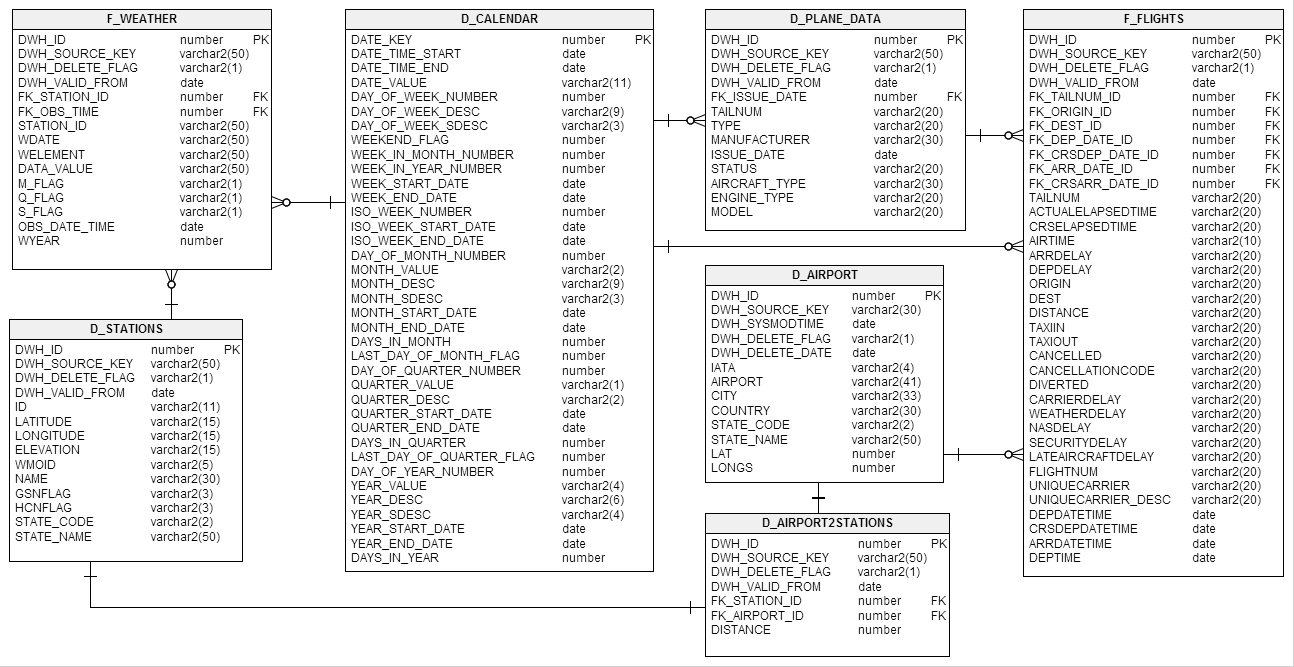 F_WEATHER
DWH_ID number PK
DWH_SOURCE_KEY varchar2(50)
DWH_DELETE_FLAG varchar2(1)
DWH_VALID_FROM date
FK_STATION_ID number FK
FK_OBS_TIME number FK
STATION_ID varchar2(50)
WDATE varchar2(50)
WELEMENT varchar2(50)
DATA_VALUE varchar2(50)
M_FLAG varchar2(1)
Q_FLAG varchar2(1)
S_FLAG varchar2(1)
OBS_DATE_TIME date
WYEAR number
D_STATIONS
DWH_ID number PK
DWH_SOURCE_KEY varchar2(50)
DWH_DELETE_FLAG varchar2(1)
DWH_VALID_FROM date
ID varchar2(11)
LATITUDE varchar2(15)
LONGITUDE varchar2(15)
ELEVATION varchar2(15)
WMOID varchar2(5)
NAME varchar2(30)
GSNFLAG varchar2(3)
HCNFLAG varchar2(3)
STATE_CODE varchar2(2)
STATE_NAME varchar2(50)
D_CALENDAR
DATE_KEY number PK
DATE_TIME_START date
DATE_TIME_END date
DATE_VALUE varchar2(11)
DAY_OF_WEEK_NUMBER number
DAY_OF_WEEK_DESC varchar2(9)
DAY_OF_WEEK_SDESC varchar2(3)
WEEKEND_FLAG number
WEEK_IN_MONTH_NUMBER number
WEEK_IN_YEAR_NUMBER number
WEEK_START_DATE date
WEEK_END_DATE date
ISO_WEEK_NUMBER number
ISO_WEEK_START_DATE date
ISO_WEEK_END_DATE date
DAY_OF_MONTH_NUMBER number
MONTH_VALUE varchar2(2)
MONTH_DESC varchar2(9)
MONTH_SDESC varchar2(3)
MONTH_START_DATE date
MONTH_END_DATE date
DAYS_IN_MONTH number
LAST_DAY_OF_MONTH_FLAG number
DAY_OF_QUARTER_NUMBER number
QUARTER_VALUE varchar2(1)
QUARTER_DESC varchar2(2)
QUARTER_START_DATE date
QUARTER_END_DATE date
DAYS_IN_QUARTER number
LAST_DAY_OF_QUARTER_FLAG number
DAY_OF_YEAR_NUMBER number
YEAR_VALUE varchar2(4)
YEAR_DESC varchar2(6)
YEAR_SDESC varchar2(4)
YEAR_START_DATE date
YEAR_END_DATE date
DAYS_IN_YEAR number
D_PLANE_DATA
DWH_ID number PK
DWH_SOURCE_KEY varchar2(50)
DWH_DELETE_FLAG varchar2(1)
DWH_VALID_FROM date
FK_ISSUE_DATE number FK
TAILNUM varchar2(20)
TYPE varchar2(20)
MANUFACTURER varchar2(30)
ISSUE_DATE date
STATUS varchar2(20)
AIRCRAFT_TYPE varchar2(30)
ENGINE_TYPE varchar2(20)
MODEL varchar2(20)
D_AIRPORT
DWH_ID number PK
DWH_SOURCE_KEY varchar2(30)
DWH_SYSMODTIME date
DWH_DELETE_FLAG varchar2(1)
DWH_DELETE_DATE date
IATA varchar2(4)
AIRPORT varchar2(41)
CITY varchar2(33)
COUNTRY varchar2(30)
STATE_CODE varchar2(2)
STATE_NAME varchar2(50)
LAT number
LONGS number
D_AIRPORT2STATIONS
DWH_ID number PK
DWH_SOURCE_KEY varchar2(50)
DWH_DELETE_FLAG varchar2(1)
DWH_VALID_FROM date
FK_STATION_ID number FK
FK_AIRPORT_ID number FK
DISTANCE number
F_FLIGHTS
DWH_ID number PK
DWH_SOURCE_KEY varchar2(50)
DWH_DELETE_FLAG varchar2(1)
DWH_VALID_FROM date
FK_TAILNUM_ID number FK
FK_ORIGIN_ID number FK
FK_DEST_ID number FK
FK_DEP_DATE_ID number FK
FK_CRSDEP_DATE_ID number FK
FK_ARR_DATE_ID number FK
FK_CRSARR_DATE_ID number FK
TAILNUM varchar2(20)
ACTUALELAPSEDTIME varchar2(20)
CRSELAPSEDTIME varchar2(20)
AIRTIME varchar2(10)
ARRDELAY varchar2(20)
DEPDELAY varchar2(20)
ORIGIN varchar2(20)
DEST varchar2(20)
DISTANCE varchar2(20)
TAXIIN varchar2(20)
TAXIOUT varchar2(20)
CANCELLED varchar2(20)
CANCELLATIONCODE varchar2(20)
DIVERTED varchar2(20)
CARRIERDELAY varchar2(20)
WEATHERDELAY varchar2(20)
NASDELAY varchar2(20)
SECURITYDELAY varchar2(20)
LATEAIRCRAFTDELAY varchar2(20)
FLIGHTNUM varchar2(20)
UNIQUECARRIER varchar2(20)
UNIQUECARRIER_DESC varchar2(20)
DEPDATETIME date
CRSDEPDATETIME date
ARRDATETIME date
DEPTIME date